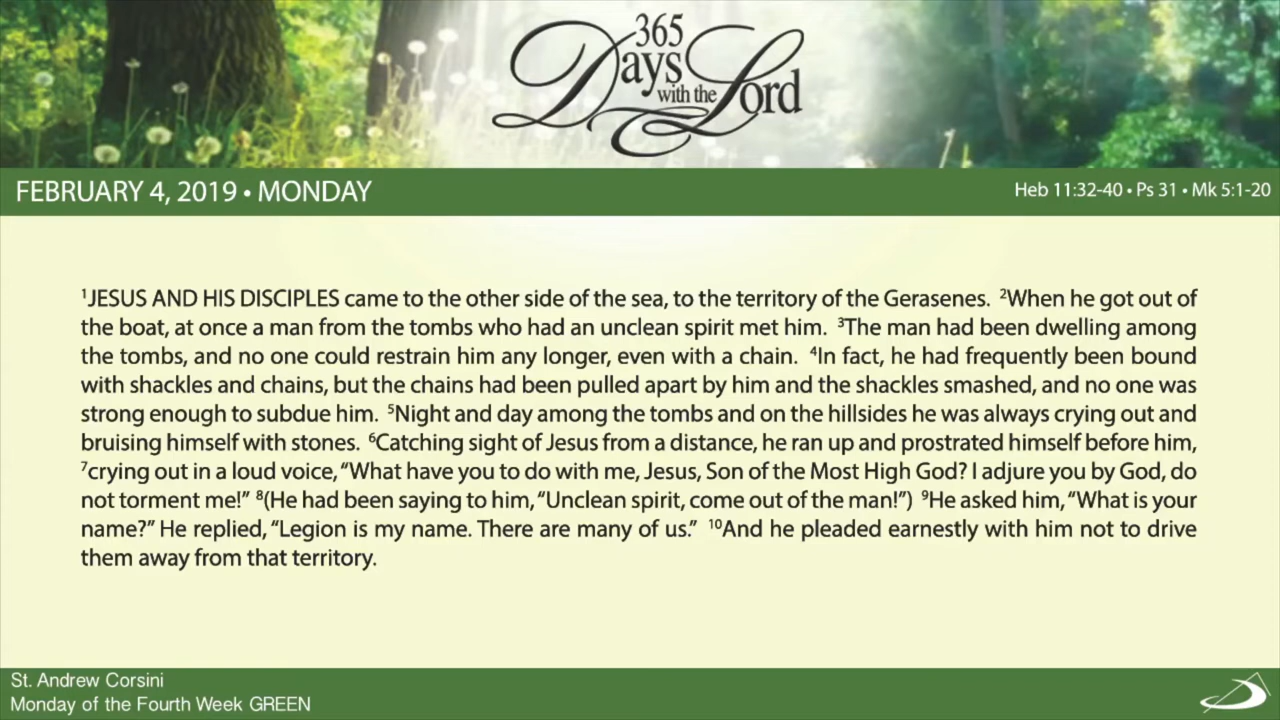 365
Days
with the Lord
FEBRUARY 4, 2019 • MONDAY
Heb 11:32-40 • Ps 31 • Mk 5:1-20
¹JESUS AND HIS DISCIPLES came to the other side of the sea, to the territory of the Gerasenes. ²When he got out of
the boat, at once a man from the tombs who had an unclean spirit met him. ³The man had been dwelling among
the tombs, and no one could restrain him any longer, even with a chain. ⁴In fact, he had frequently been bound
with shackles and chains, but the chains had been pulled apart by him and the shackles smashed, and no one was
strong enough to subdue him. ⁵Night and day among the tombs and on the hillsides he was always crying out and
bruising himself with stones. ⁶Catching sight of Jesus from a distance, he ran up and prostrated himself before him,
⁷crying out in a loud voice, “What have you to do with me, Jesus, Son of the Most High God? I adjure you by God, do
not torment me!” ⁸(He had been saying to him, “Unclean spirit, come out of the man!”) ⁹He asked him, “What is your
name?” He replied, “Legion is my name. There are many of us.” ¹⁰And he pleaded earnestly with him not to drive
them away from that territory.
St. Andrew Corsini
Monday of the Fourth Week GREEN